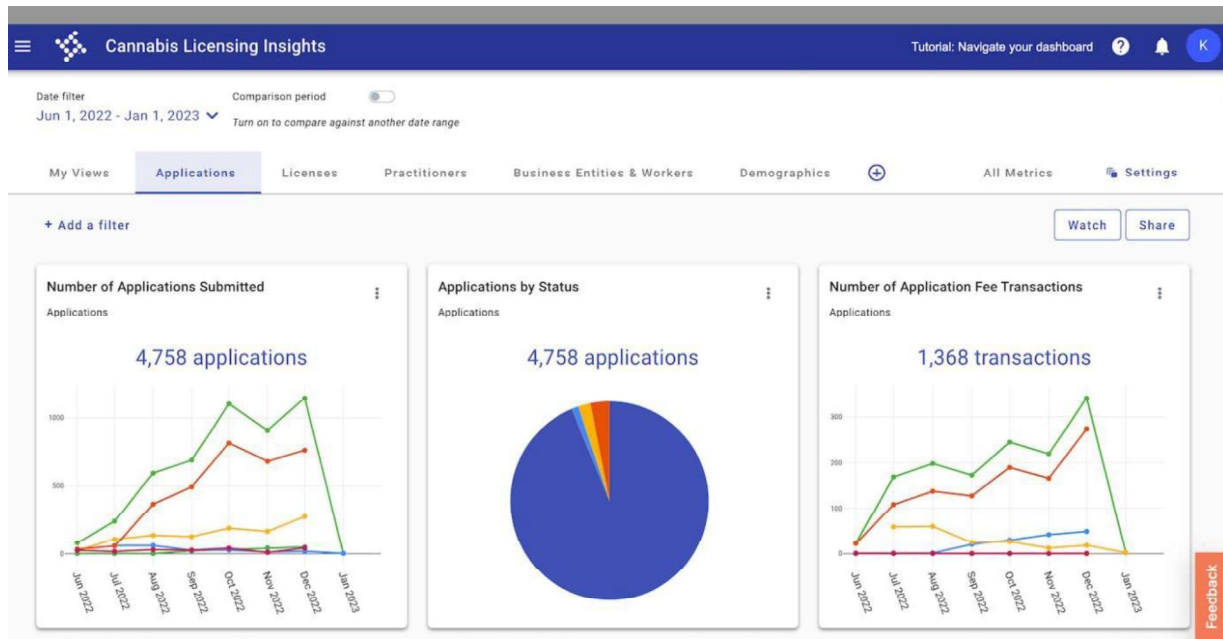 Cannabis Licensing Insights
Tutorial: Navigate your dashboard
?
K
Date filter
Comparison period
Jun 1, 2022 - Jan 1, 2023
Turn on to compare against another date range
My Views
Applications
Licenses
Practitioners
Business Entities & Workers
Demographics
All Metrics
Settings
+ Add a filter
Watch
Share
Number of Applications Submitted
Applications
4,758 applications
1000
500
0
Jun 2022
Jul 2022
Aug 2022
Sep 2022
Oct 2022
Nov 2022
Dec 2022
Jan 2023
Applications by Status
Applications
4,758 applications
Number of Application Fee Transactions
Applications
1,368 transactions
300
200
100
0
Jun 2022
Jul 2022
Aug 2022
Sep 2022
Oct 2022
Nov 2022
Dec 2022
Jan 2023
Feedback